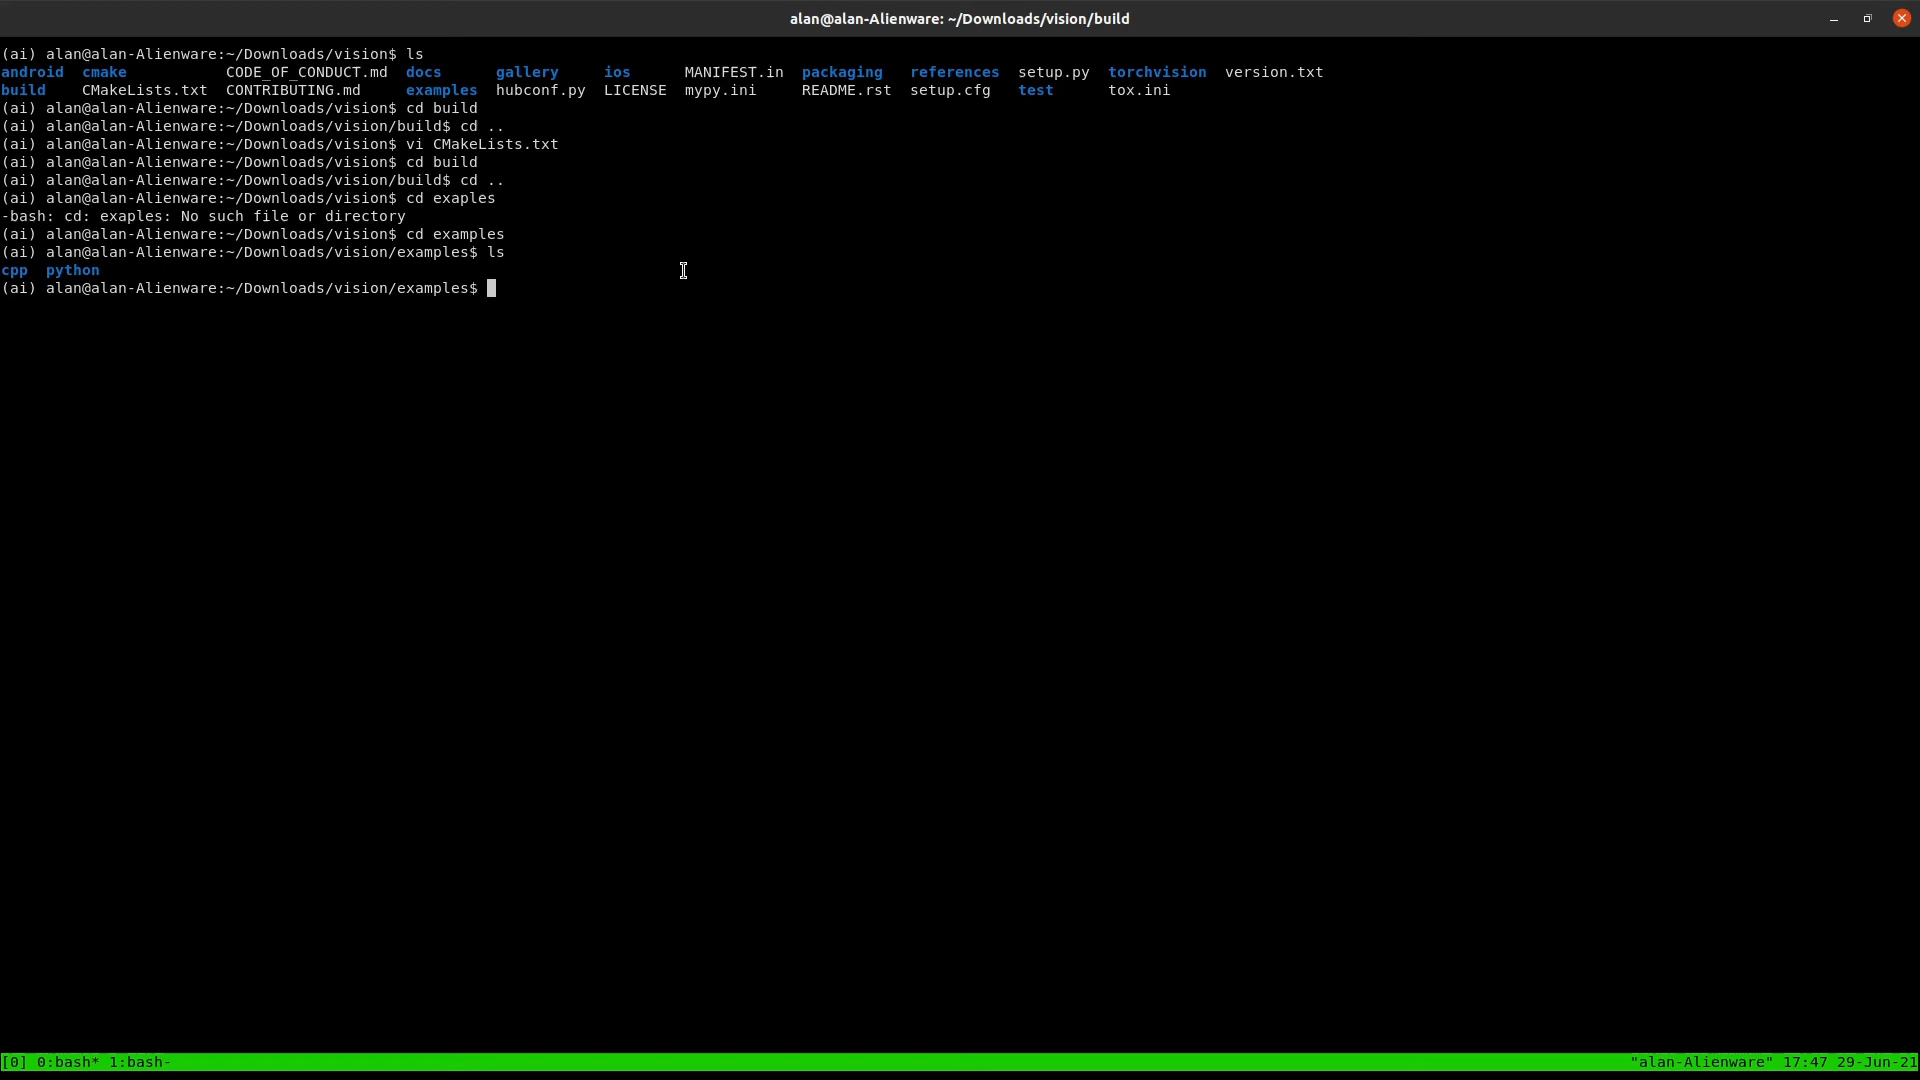 alan@alan-Alienware: ~/Downloads/vision/build
(ai) alan@alan-Alienware:~/Downloads/vision$ ls
android  cmake           CODE_OF_CONDUCT.md  docs      gallery     ios      MANIFEST.in  packaging   references  setup.py  torchvision  version.txt
build    CMakeLists.txt  CONTRIBUTING.md     examples  hubconf.py  LICENSE  mypy.ini     README.rst  setup.cfg   test      tox.ini
(ai) alan@alan-Alienware:~/Downloads/vision$ cd build
(ai) alan@alan-Alienware:~/Downloads/vision/build$ cd ..
(ai) alan@alan-Alienware:~/Downloads/vision$ vi CMakeLists.txt
(ai) alan@alan-Alienware:~/Downloads/vision$ cd build
(ai) alan@alan-Alienware:~/Downloads/vision/build$ cd ..
(ai) alan@alan-Alienware:~/Downloads/vision$ cd exaples
-bash: cd: exaples: No such file or directory
(ai) alan@alan-Alienware:~/Downloads/vision$ cd examples
(ai) alan@alan-Alienware:~/Downloads/vision/examples$ ls
cpp  python
(ai) alan@alan-Alienware:~/Downloads/vision/examples$
[0] 0:bash* 1:bash- "alan-Alienware" 17:47 29-Jun-21